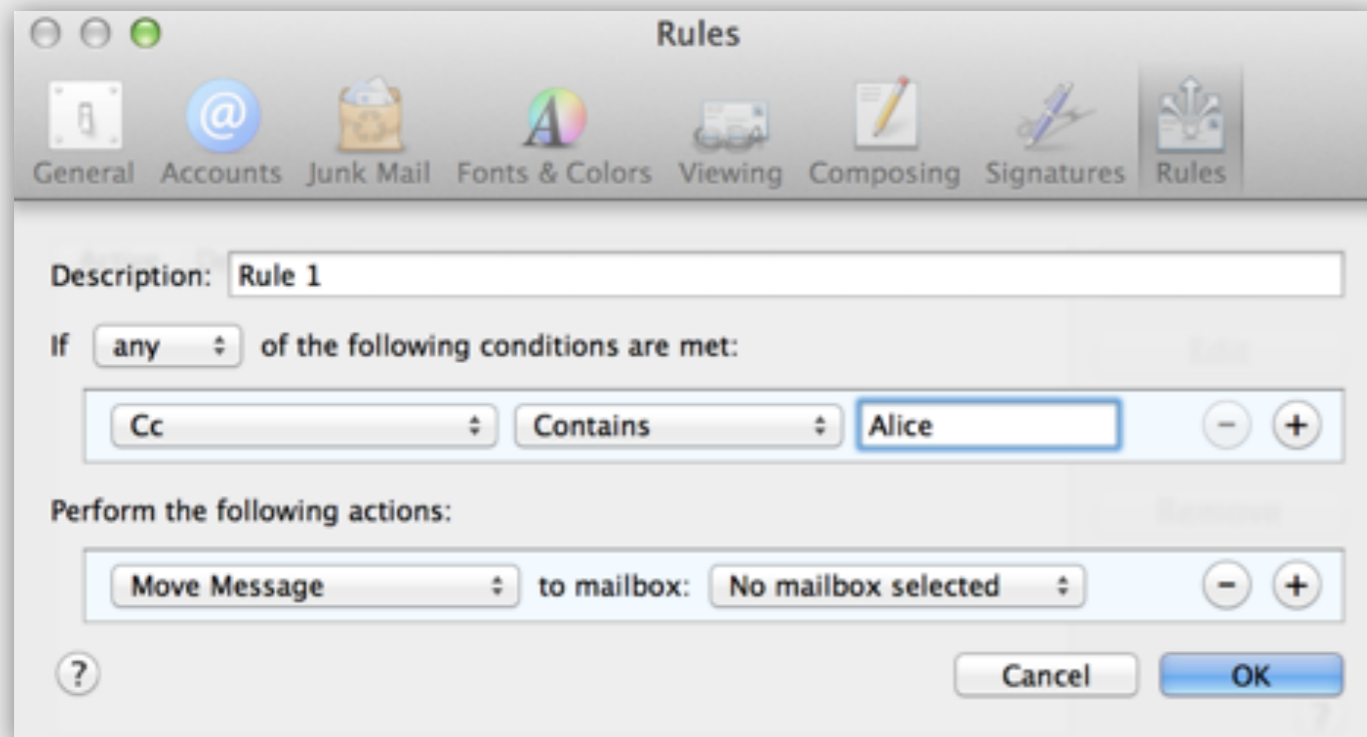 Rules
General Accounts Junk Mail Fonts & Colors Viewing Composing Signatures Rules
Description: Rule 1
If any of the following conditions are met:
Edit
Cc Contains Alice - +
Perform the following actions:
Remove
Move Message to mailbox: No mailbox selected - +
? Cancel OK
?